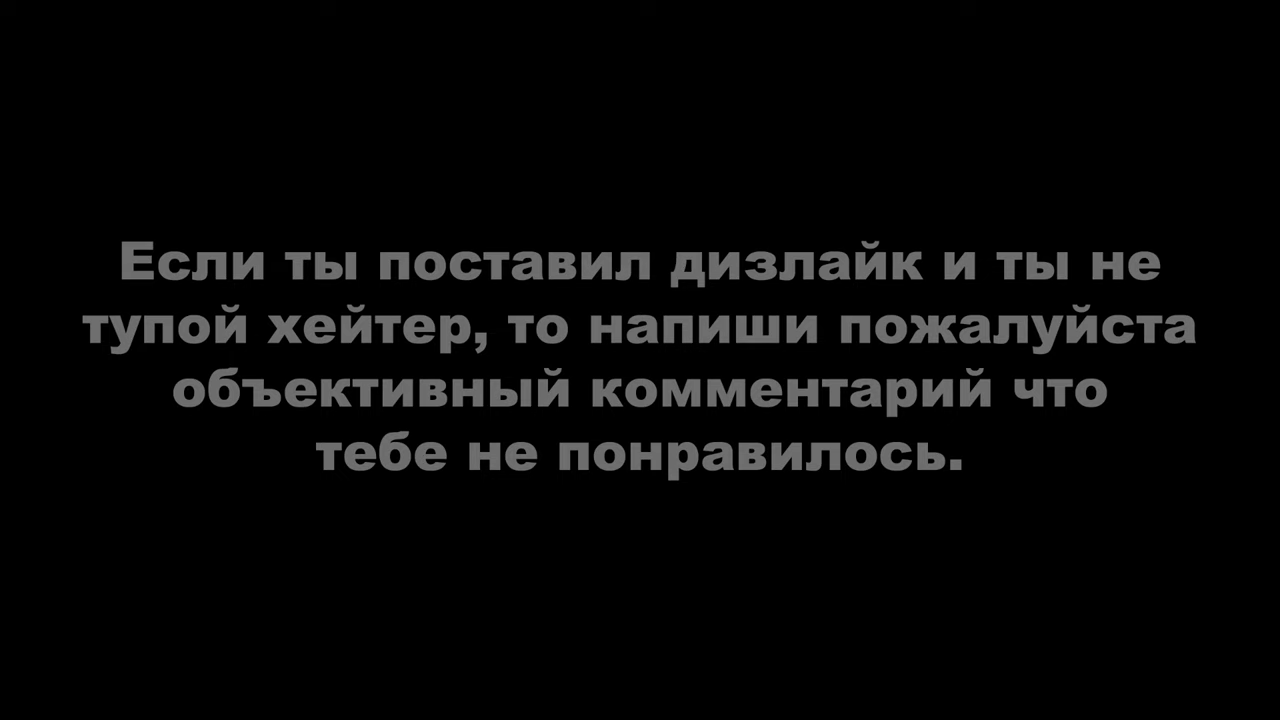 Если ты поставил дизлайк и ты не
тупой хейтер, то напиши пожалуйста
объективный комментарий что
тебе не понравилось.